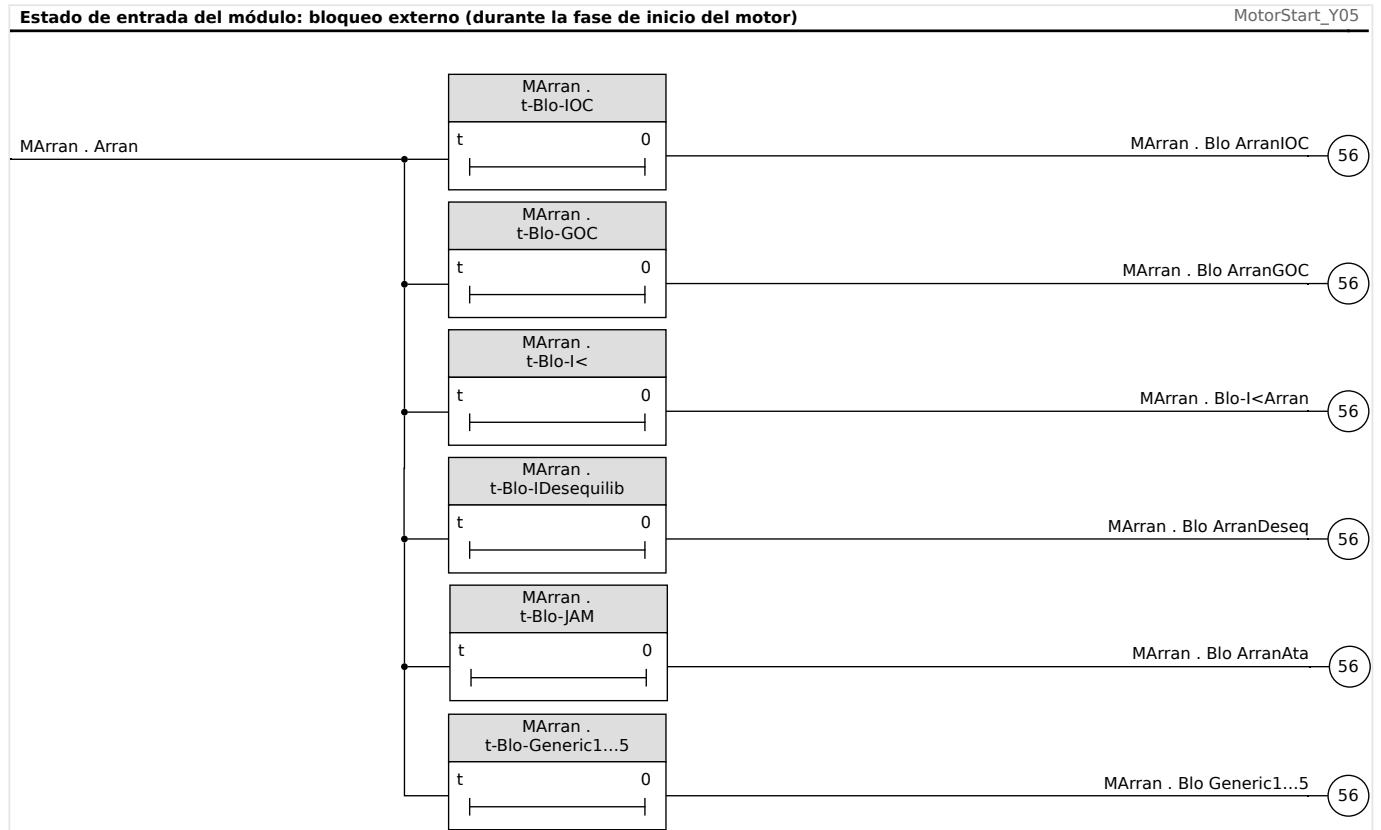 Estado de entrada del módulo: bloqueo externo (durante la fase de inicio del motor)
MotorStart_Y05
MArran .
t-Blo-IOC
MArran . Arran
t 0
MArran . Blo ArranIOC
56
MArran .
t-Blo-GOC
t 0
MArran . Blo ArranGOC
56
MArran .
t-Blo-I<
t 0
MArran . Blo-I<Arran
56
MArran .
t-Blo-IDesequilib
t 0
MArran . Blo ArranDeseq
56
MArran .
t-Blo-JAM
t 0
MArran . Blo ArranAta
56
MArran .
t-Blo-Generic1...5
t 0
MArran . Blo Generic1...5
56